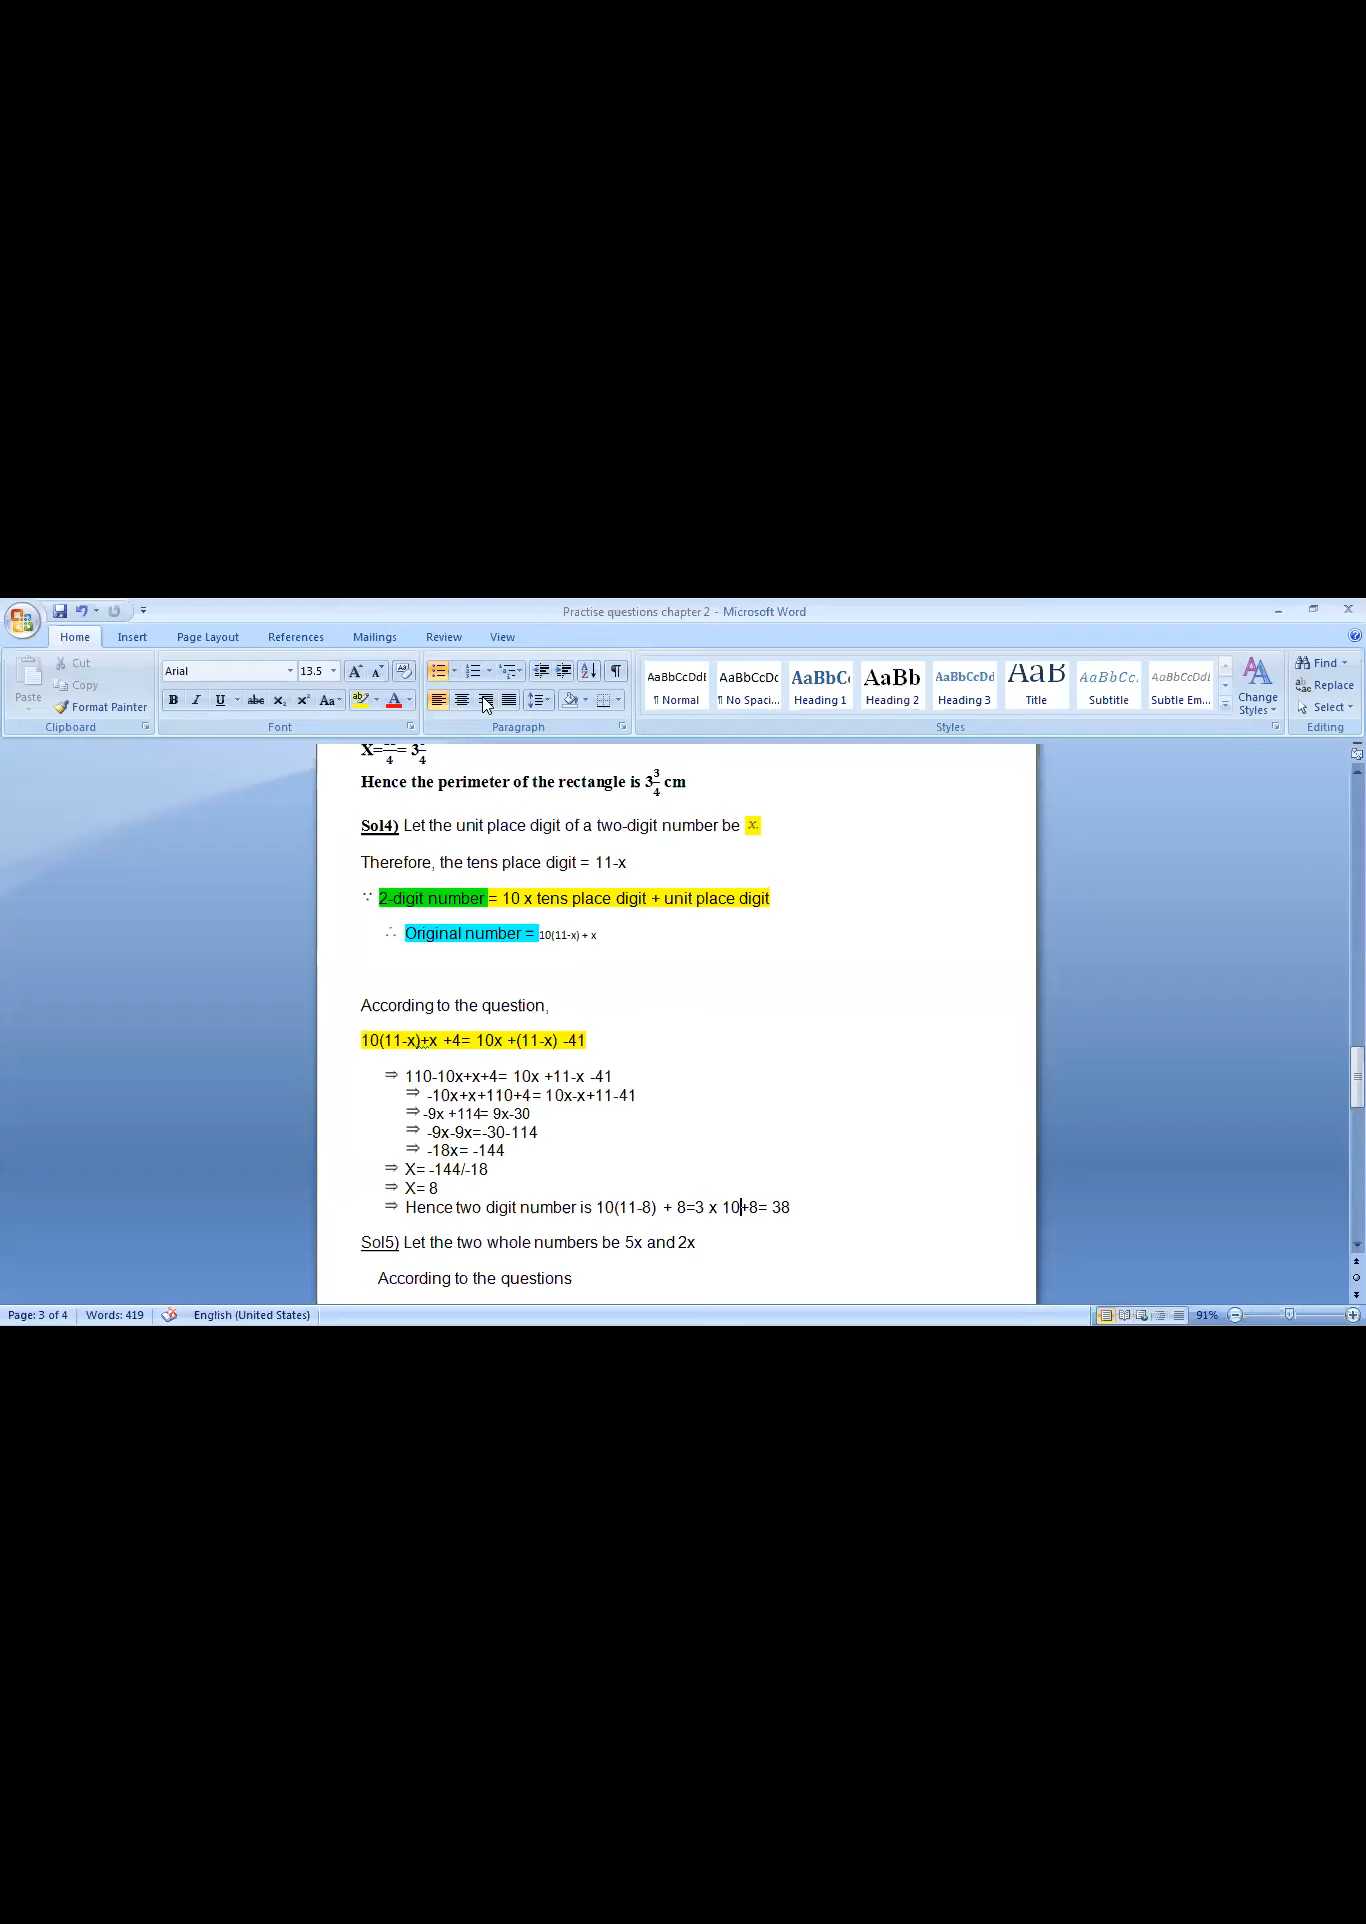 Practise questions chapter 2 - Microsoft Word
Home Insert Page Layout References Mailings Review View
Paste
Cut
Copy
Format Painter
Clipboard
Arial 13.5
Font
Paragraph
AaBbCcDdE AaBbCcDc AaBbCc AaBb AaBbCcDd AaB AaBbCc. AaBbCcDdE
¶ Normal ¶ No Spaci... Heading 1 Heading 2 Heading 3 Title Subtitle Subtle Em...
Change Styles
Styles
Find
Replace
Select
Editing
Hence the perimeter of the rectangle is 3 3/4 cm
Sol4) Let the unit place digit of a two-digit number be x.
Therefore, the tens place digit = 11-x
∵ 2-digit number = 10 x tens place digit + unit place digit
∴ Original number = 10(11-x) + x
According to the question,
10(11-x)+x +4= 10x +(11-x) -41
⇒ 110-10x+x+4= 10x +11-x -41
⇒ -10x+x+110+4= 10x-x+11-41
⇒ -9x +114= 9x-30
⇒ -9x-9x=-30-114
⇒ -18x= -144
⇒ X= -144/-18
⇒ X= 8
⇒ Hence two digit number is 10(11-8) + 8=3 x 10+8= 38
Sol5) Let the two whole numbers be 5x and 2x
According to the questions
Page: 3 of 4 Words: 419 English (United States) 91%